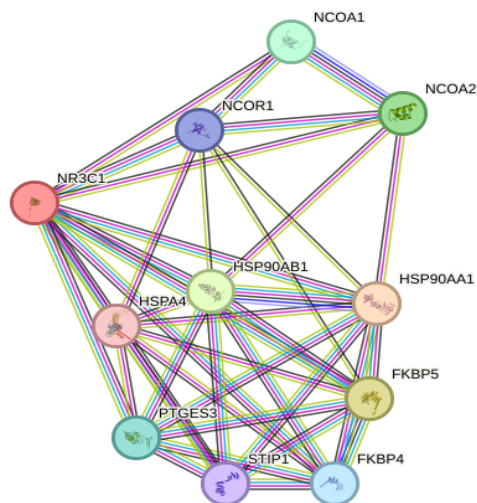 NCOA1
NCOA2
NCOR1
NR3C1
HSP90AB1
HSP90AA1
HSPA4
FKBP5
PTGES3
STIP1
FKBP4